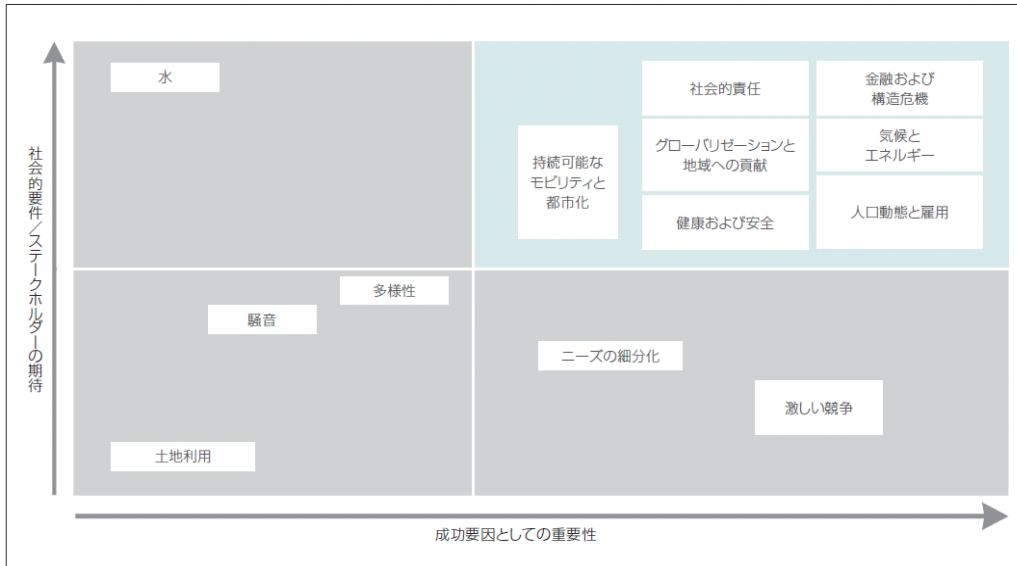 社会的要件／ステークホルダーの期待
水
持続可能な
モビリティと
都市化
社会的責任
グローバリゼーションと
地域への貢献
健康および安全
金融および
構造危機
気候と
エネルギー
人口動態と雇用
多様性
騒音
土地利用
ニーズの細分化
激しい競争
成功要因としての重要性